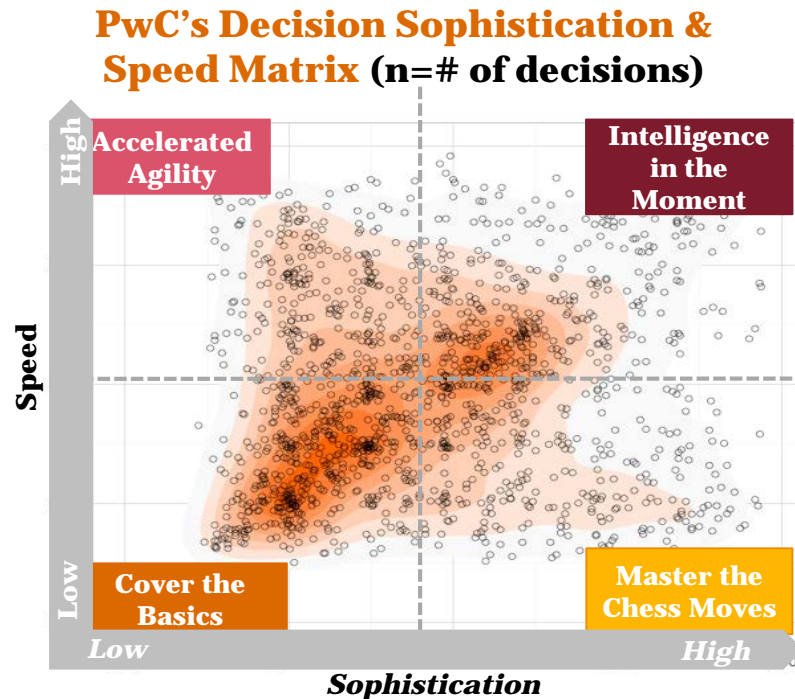 PwC’s Decision Sophistication &
Speed Matrix (n=# of decisions)
High
Accelerated
Agility
Intelligence
in the
Moment
Speed
Low
Cover the
Basics
Master the
Chess Moves
Low
High
Sophistication